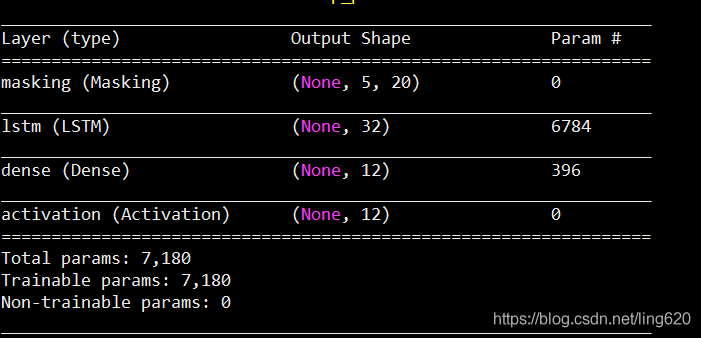 Layer (type) Output Shape Param #
masking (Masking) (None, 5, 20) 0
lstm (LSTM) (None, 32) 6784
dense (Dense) (None, 12) 396
activation (Activation) (None, 12) 0
Total params: 7,180
Trainable params: 7,180
Non-trainable params: 0
https://blog.csdn.net/ling620